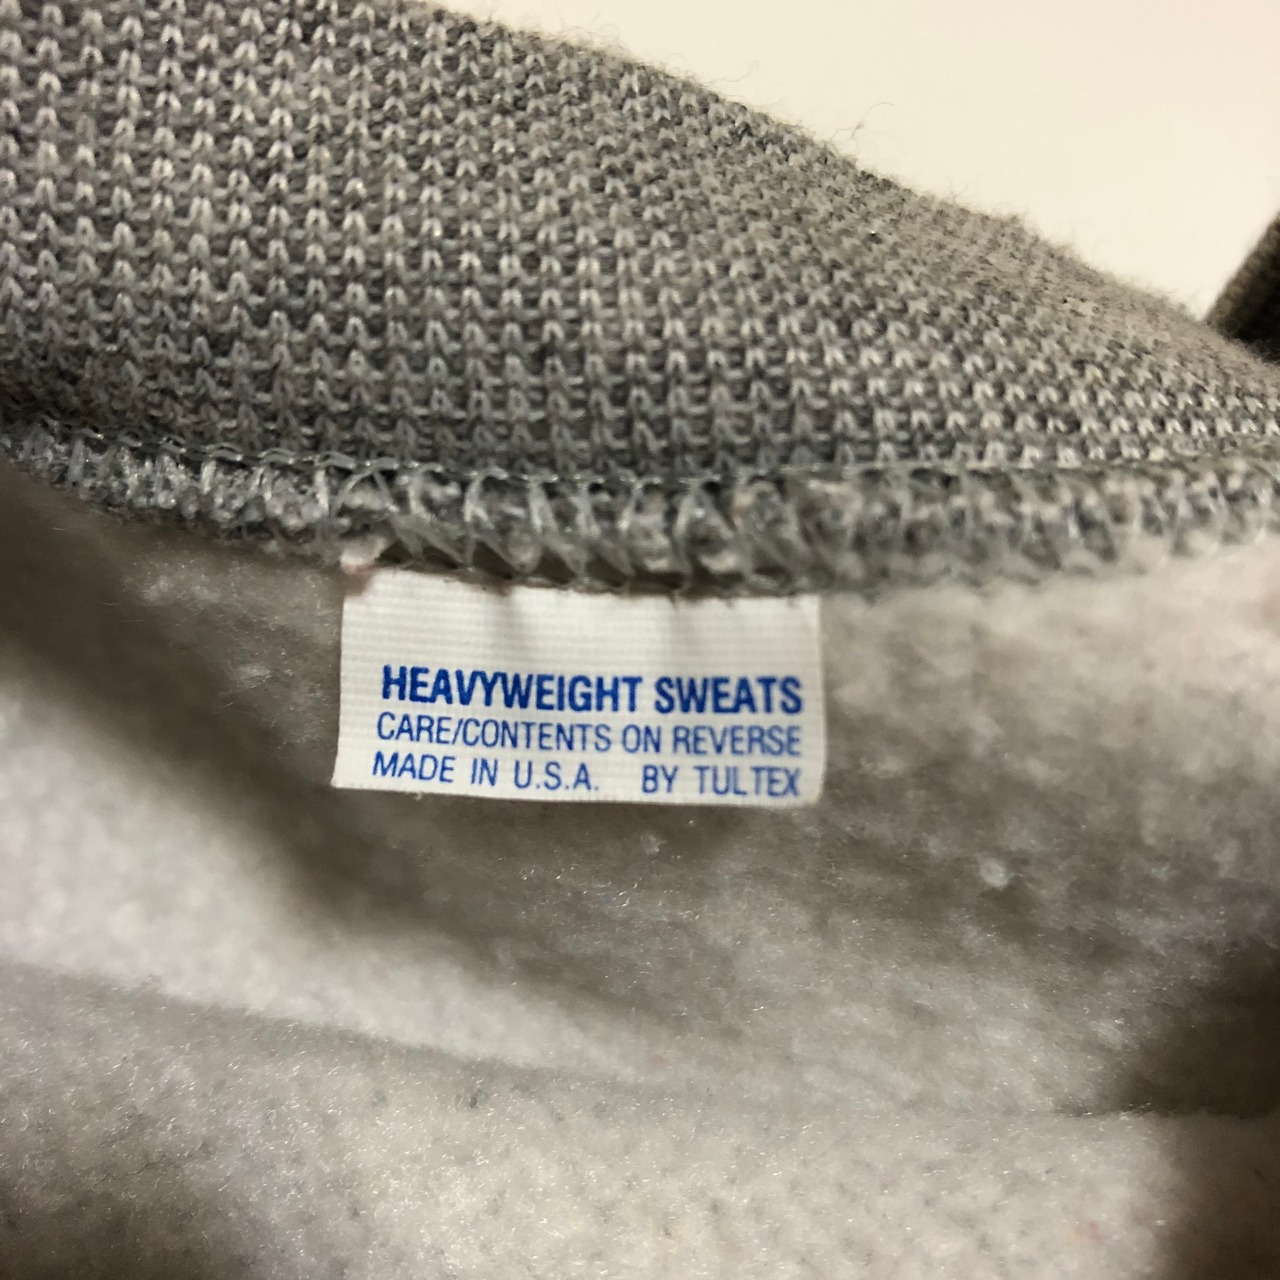 HEAVYWEIGHT SWEATS
CARE/CONTENTS ON REVERSE
MADE IN U.S.A. BY TULTEX